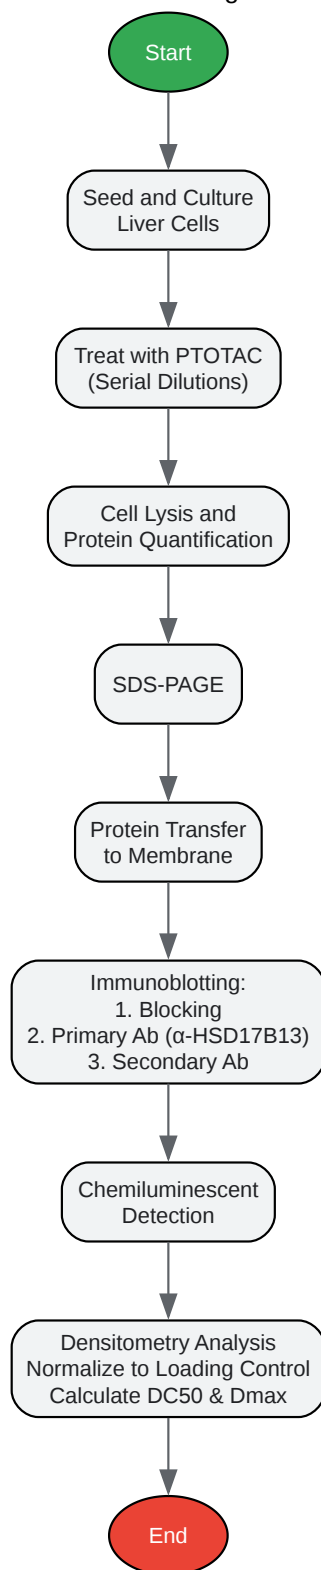 Start
Seed and Culture
Liver Cells
Treat with PTOTAC
(Serial Dilutions)
Cell Lysis and
Protein Quantification
SDS-PAGE
Protein Transfer
to Membrane
Immunoblotting:
1. Blocking
2. Primary Ab (α-HSD17B13)
3. Secondary Ab
Chemiluminescent
Detection
Densitometry Analysis
Normalize to Loading Control
Calculate DC50 & Dmax
End